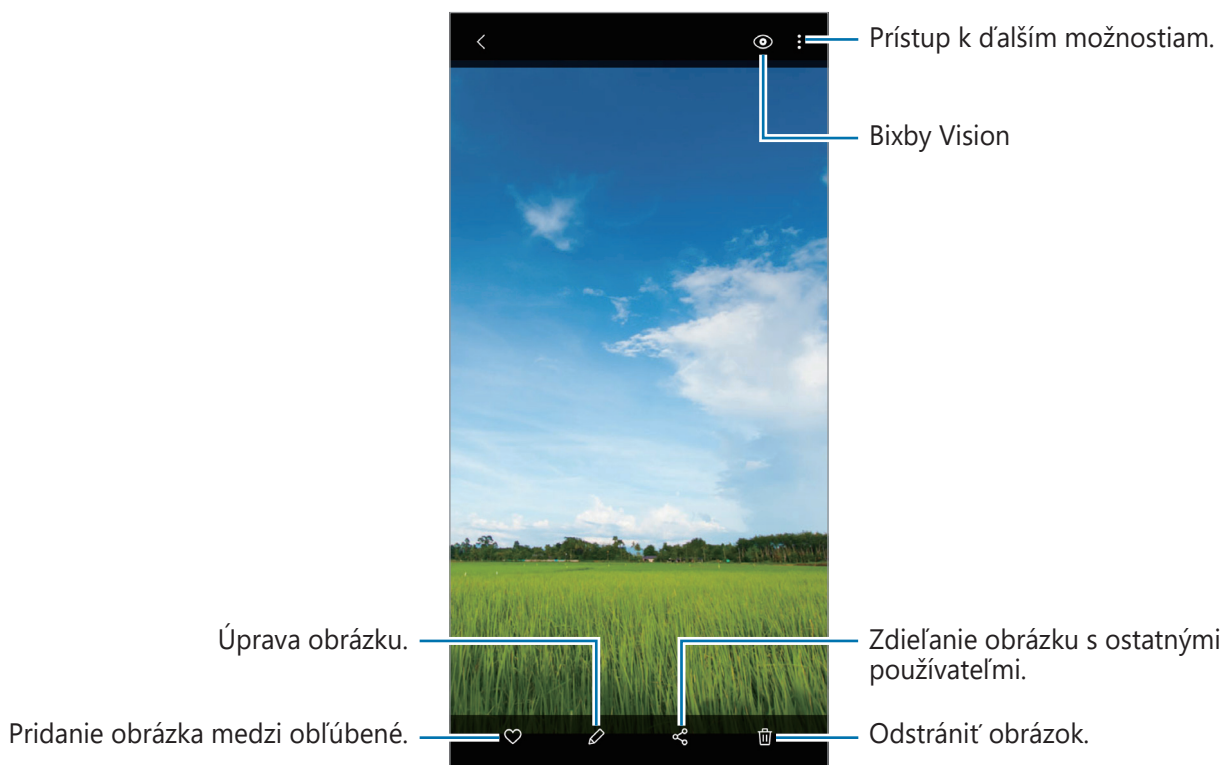 Prístup k ďalším možnostiam.
Bixby Vision
Úprava obrázku.
Zdieľanie obrázku s ostatnými
používateľmi.
Pridanie obrázka medzi obľúbené.
Odstrániť obrázok.